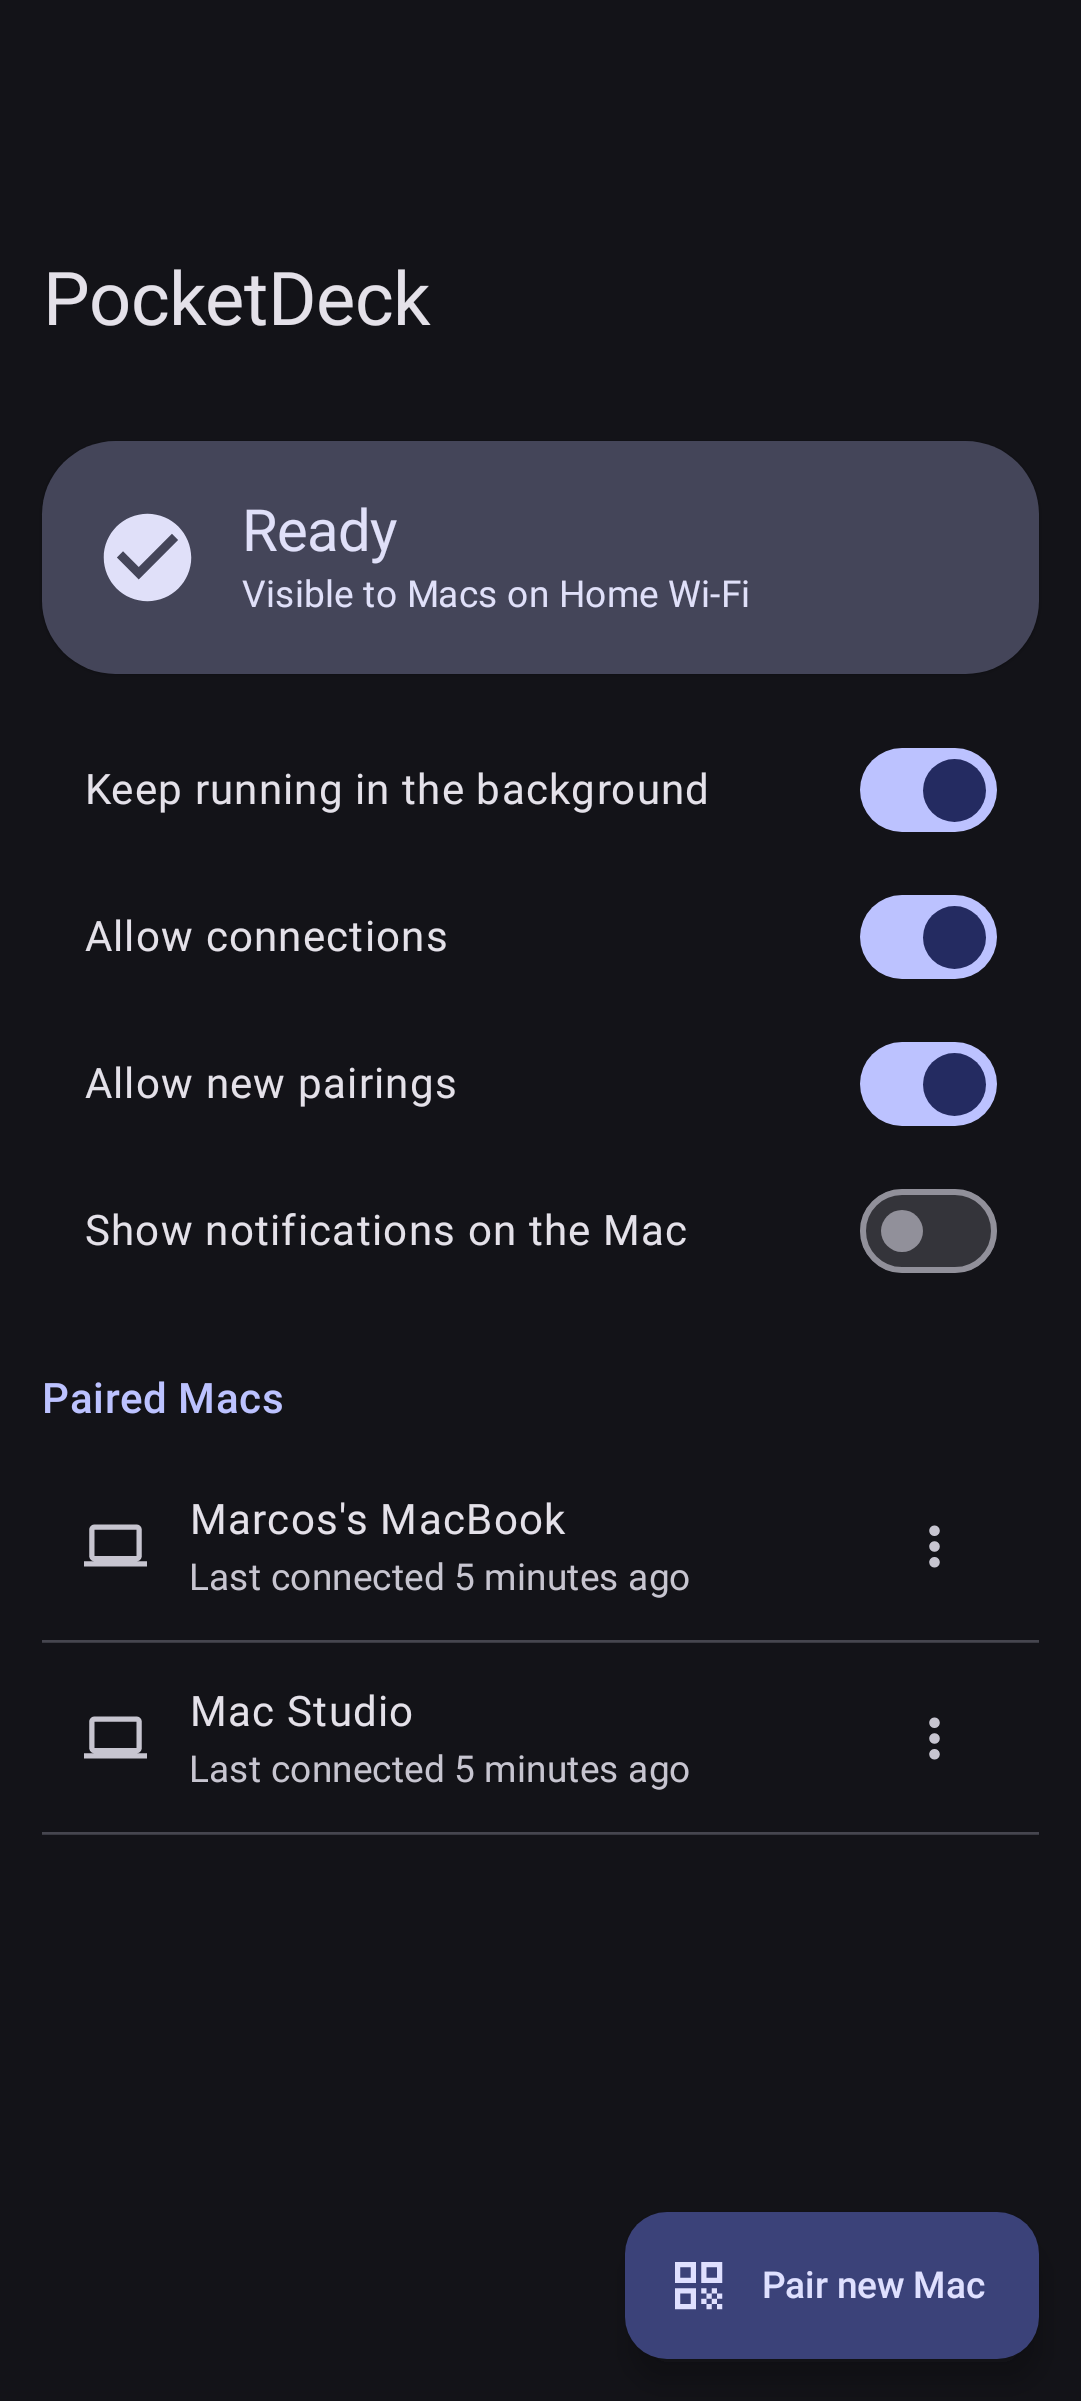 PocketDeck
Ready
Visible to Macs on Home Wi-Fi
Keep running in the background
Allow connections
Allow new pairings
Show notifications on the Mac
Paired Macs
Marcos's MacBook
Last connected 5 minutes ago
Mac Studio
Last connected 5 minutes ago
Pair new Mac